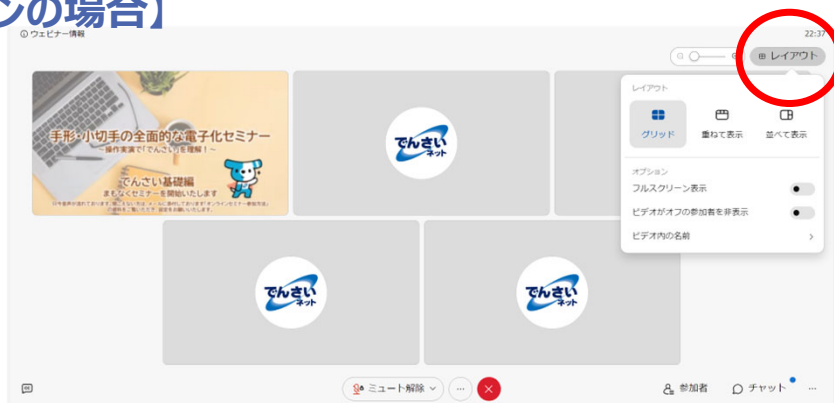 ンの場合】
ウェビナー情報
22:37
レイアウト
レイアウト
グリッド
重ねて表示
並べて表示
オプション
フルスクリーン表示
ビデオがオフの参加者を非表示
ビデオ内の名前
手形・小切手の全面的な電子化セミナー
~操作実演で「でんさい」を理解!~
でんさい基礎編
まもなくセミナーを開始いたします
でんさい
ネット
でんさい
ネット
でんさい
ネット
ミュート解除
参加者
チャット